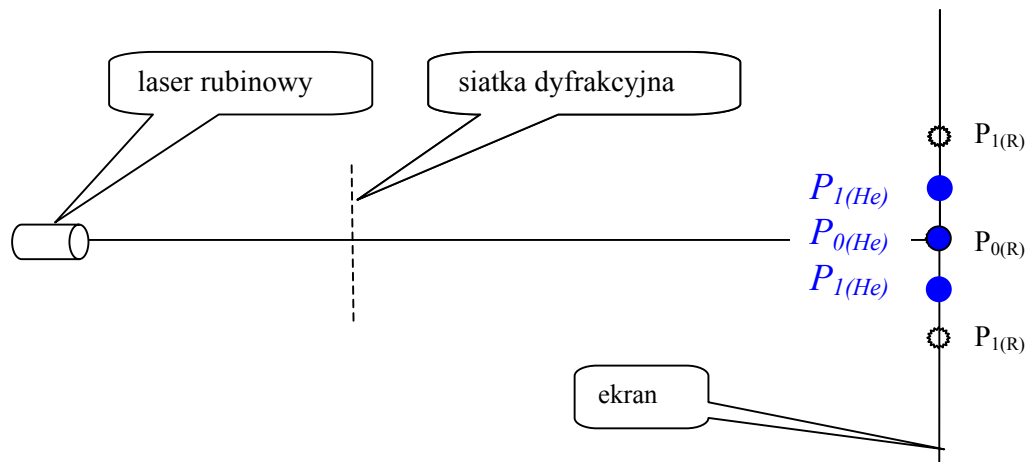 laser rubinowy
siatka dyfrakcyjna
P1(R)
P1(He)
P0(He)
P0(R)
P1(He)
P1(R)
ekran